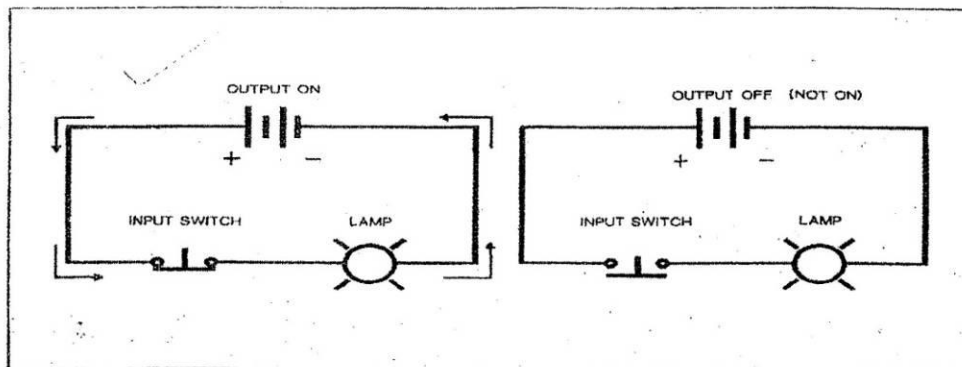 OUTPUT ON
+ −
INPUT SWITCH LAMP
OUTPUT OFF (NOT ON)
+ −
INPUT SWITCH LAMP